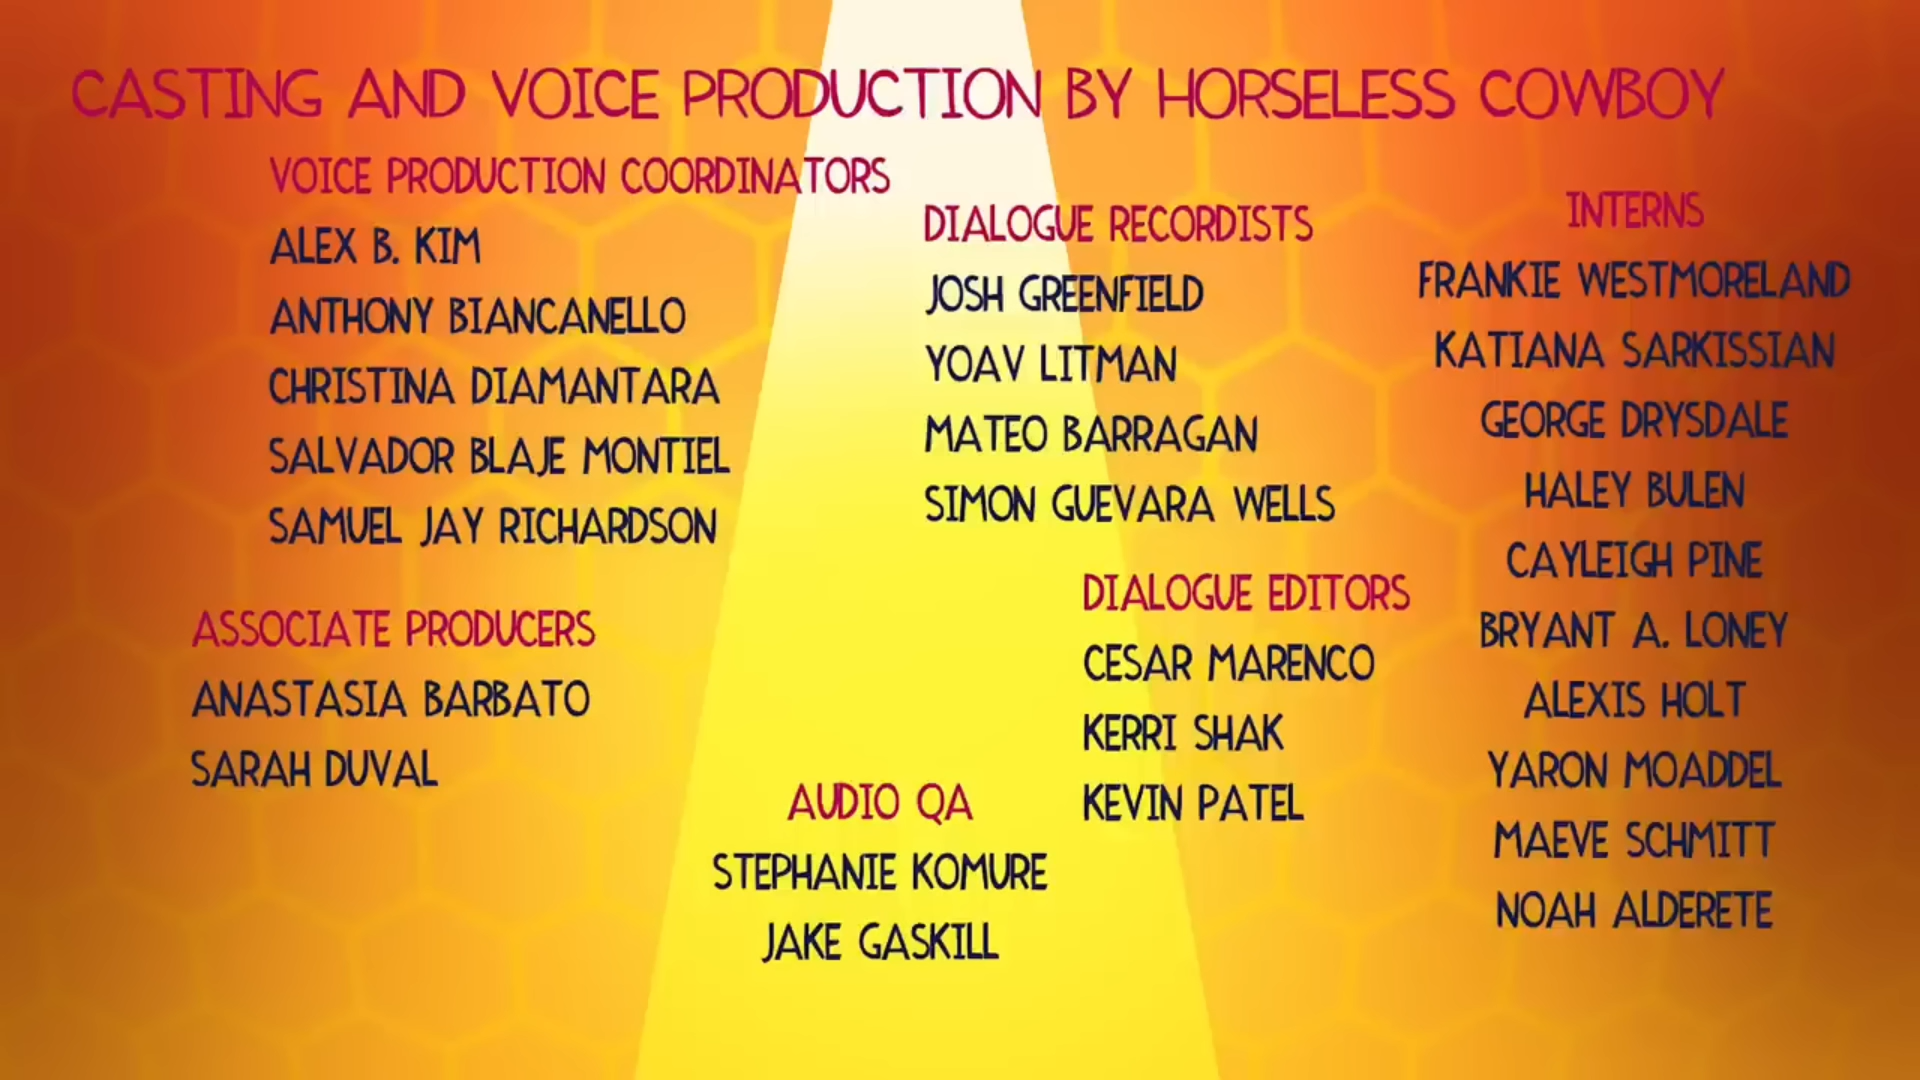 CASTING AND VOICE PRODUCTION BY HORSELESS COWBOY
VOICE PRODUCTION COORDINATORS
ALEX B. KIM
ANTHONY BIANCANELLO
CHRISTINA DIAMANTARA
SALVADOR BLAJE MONTIEL
SAMUEL JAY RICHARDSON
ASSOCIATE PRODUCERS
ANASTASIA BARBATO
SARAH DUVAL
AUDIO QA
STEPHANIE KOMURE
JAKE GASKILL
DIALOGUE RECORDISTS
JOSH GREENFIELD
YOAV LITMAN
MATEO BARRAGAN
SIMON GUEVARA WELLS
DIALOGUE EDITORS
CESAR MARENCO
KERRI SHAK
KEVIN PATEL
INTERNS
FRANKIE WESTMORELAND
KATIANA SARKISSIAN
GEORGE DRYSDALE
HALEY BULEN
CAYLEIGH PINE
BRYANT A. LONEY
ALEXIS HOLT
YARON MOADDEL
MAEVE SCHMITT
NOAH ALDERETE